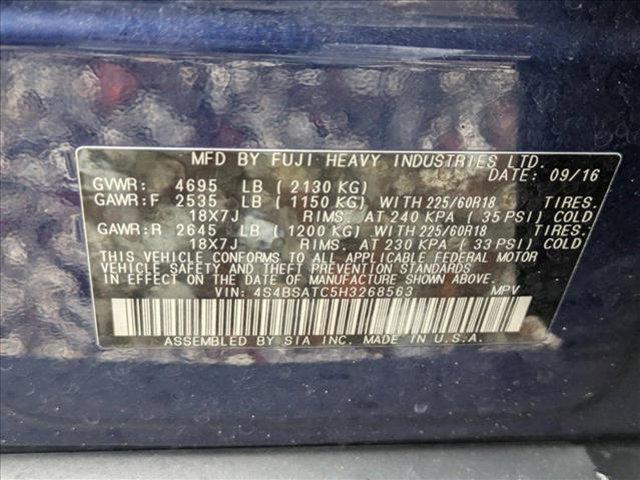 MFD BY FUJI HEAVY INDUSTRIES LTD.
DATE: 09/16
GVWR: 4695 LB (2130 KG)
GAWR:F 2535 LB (1150 KG) WITH 225/60R18 TIRES.
18X7J RIMS. AT 240 KPA (35 PSI) COLD
GAWR:R 2645 LB (1200 KG) WITH 225/60R18 TIRES.
18X7J RIMS. AT 230 KPA (33 PSI) COLD
THIS VEHICLE CONFORMS TO ALL APPLICABLE FEDERAL MOTOR
VEHICLE SAFETY AND THEFT PREVENTION STANDARDS
IN EFFECT ON THE DATE OF MANUFACTURE SHOWN ABOVE.
VIN: 4S4BSATC5H3268563 MPV
ASSEMBLED BY SIA INC. MADE IN U.S.A.